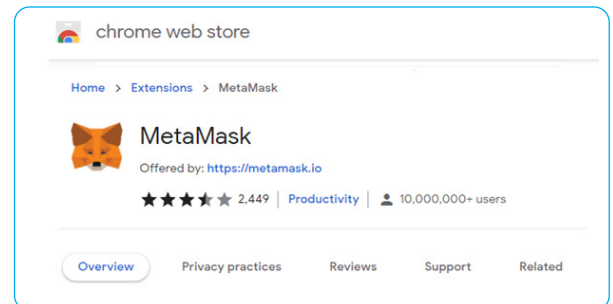 chrome web store
Home > Extensions > MetaMask
MetaMask
Offered by: https://metamask.io
2,449 | Productivity | 10,000,000+ users
Overview Privacy practices Reviews Support Related